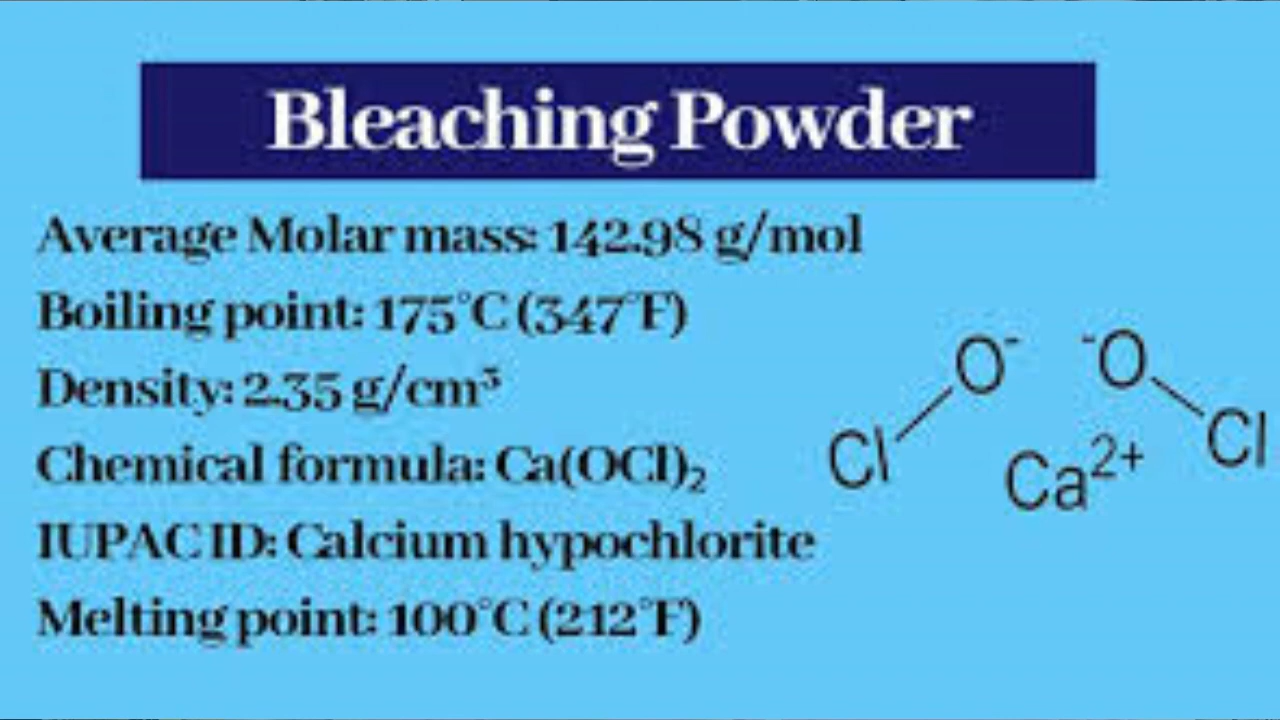 Bleaching Powder
Average Molar mass: 142.98 g/mol
Boiling point: 175°C (347°F)
Density: 2.35 g/cm³
Chemical formula: Ca(OCl)₂
IUPAC ID: Calcium hypochlorite
Melting point: 100°C (212°F)
O⁻ ⁻O
Cl Ca²⁺ Cl